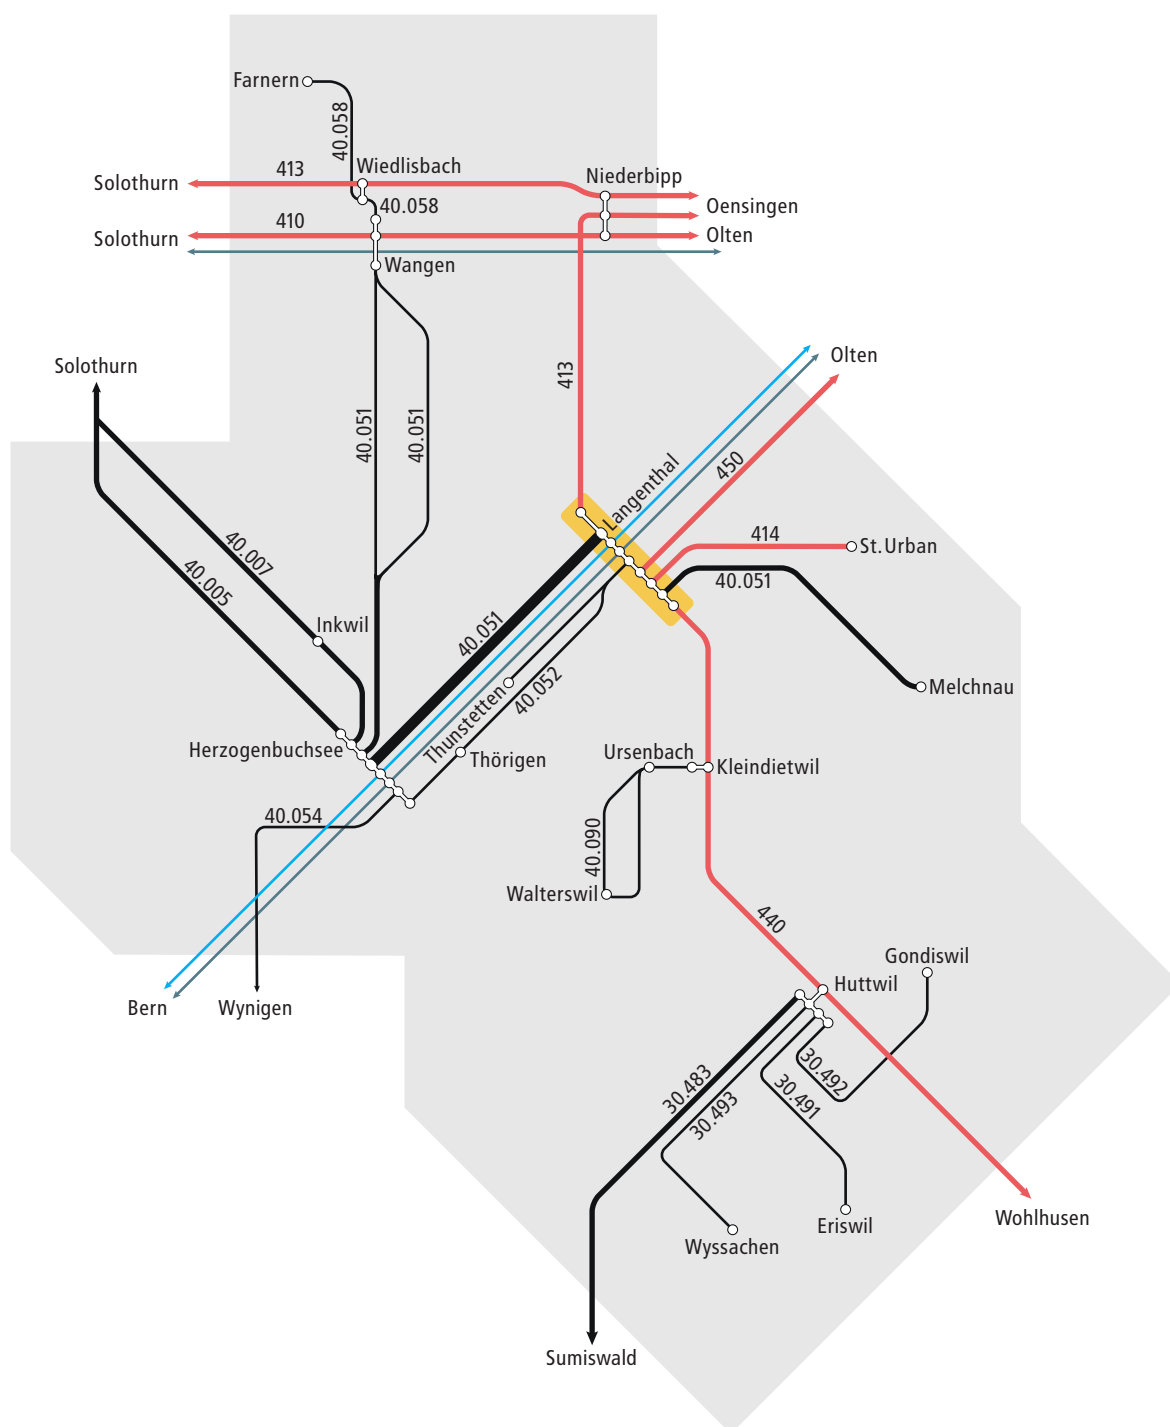 Farnern
40.058
413
Wiedlisbach
Niederbipp
Solothurn
40.058
Oensingen
410
Solothurn
Olten
Wangen
Solothurn
Olten
413
40.051
40.051
Langenthal
450
414
St.Urban
40.051
40.007
40.005
Inkwil
40.051
40.052
Thunstetten
Melchnau
Herzogenbuchsee
Thörigen
Ursenbach
Kleindietwil
40.054
40.090
Walterswil
440
Gondiswil
Huttwil
Bern
Wynigen
30.483
30.493
30.491
30.492
Wohlhusen
Eriswil
Wyssachen
Sumiswald